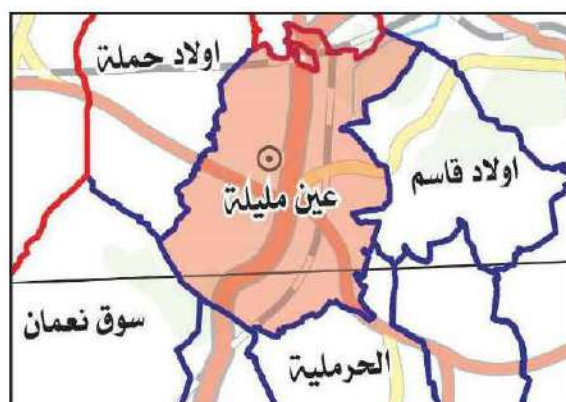 اولاد حملة
اولاد قاسم
عين مليلة
سوق نعمان
الحرملية